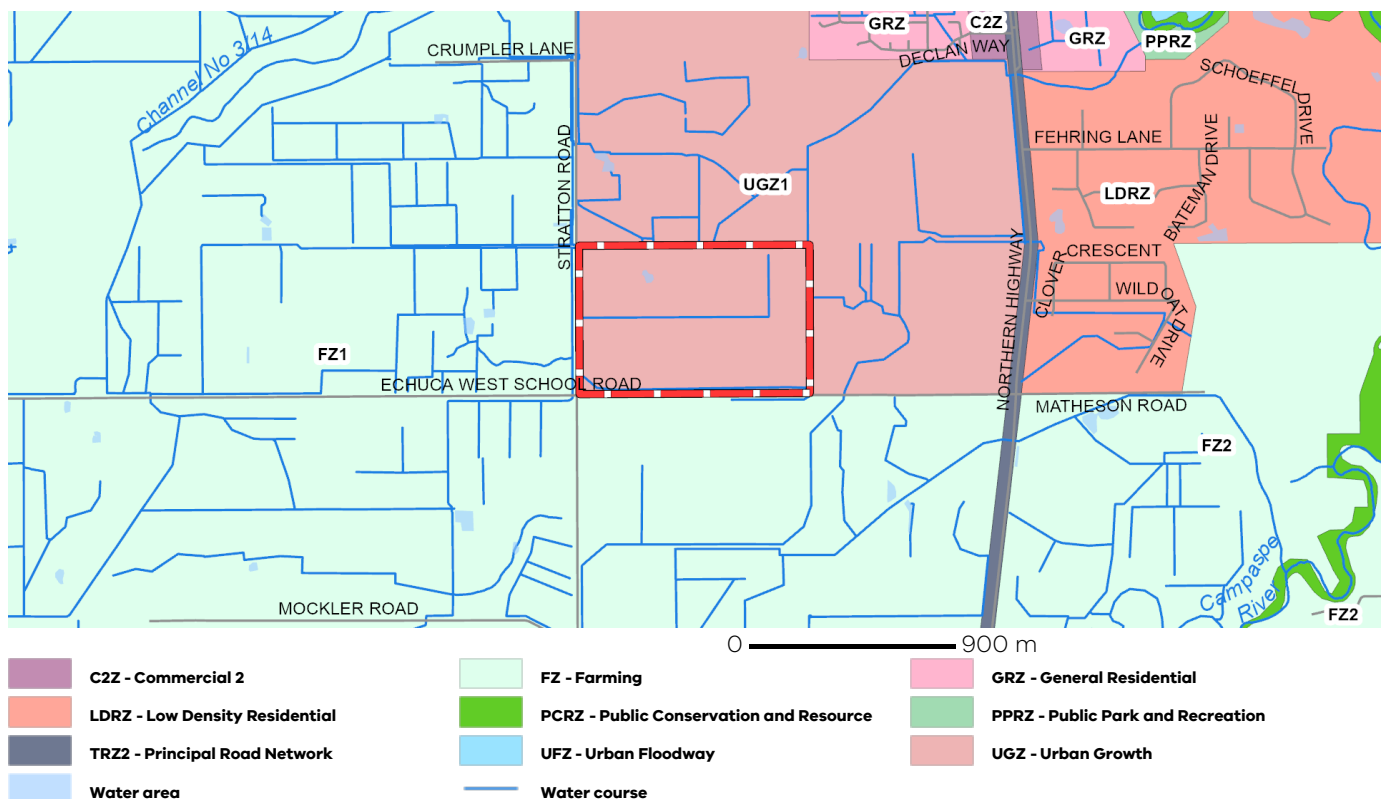 GRZ
C2Z
GRZ
PPRZ
CRUMPLER LANE
DECLAN WAY
Channel No 3/14
SCHOEFFEL DRIVE
STRATTON ROAD
FEHRING LANE
BATEMAN DRIVE
UGZ1
LDRZ
NORTHERN HIGHWAY
CLOVER CRESCENT
WILD OAT DRIVE
FZ1
ECHUCA WEST SCHOOL ROAD
MATHESON ROAD
FZ2
Campaspe
River
MOCKLER ROAD
FZ2
0 900 m
C2Z - Commercial 2
FZ - Farming
GRZ - General Residential
LDRZ - Low Density Residential
PCRZ - Public Conservation and Resource
PPRZ - Public Park and Recreation
TRZ2 - Principal Road Network
UFZ - Urban Floodway
UGZ - Urban Growth
Water area
Water course